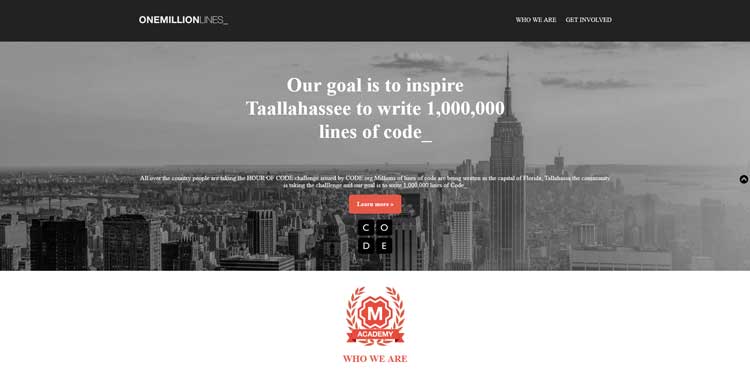 ONEMILLIONLINES_
WHO WE ARE GET INVOLVED
Our goal is to inspire
Taallahassee to write 1,000,000
lines of code_
All over the country people are taking the HOUR OF CODE challenge issued by CODE.org Millions of lines of code are being written in the capital of Florida, Tallahassa the community
is taking the challenge and our goal is to write 1,000,000 lines of Code_
Learn more »
C O
D E
M
ACADEMY
WHO WE ARE